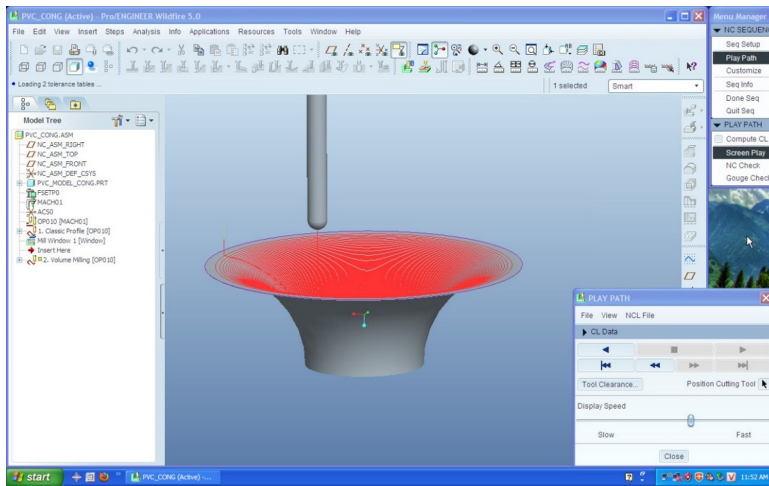 PVC_CONG (Active) - Pro/ENGINEER Wildfire 5.0
File Edit View Insert Steps Analysis Info Applications Resources Tools Window Help
Loading 2 tolerance tables ...
1 selected
Smart
Model Tree
PVC_CONG.ASM
NC_ASM_RIGHT
NC_ASM_TOP
NC_ASM_FRONT
NC_ASM_DEF_CSYS
PVC_MODEL_CONG.PRT
FSETP0
MACH01
ACS0
OP010 [MACH01]
1. Classic Profile [OP010]
Mill Window 1 [Window]
Insert Here
2. Volume Milling [OP010]
Menu Manager
NC SEQUEN
Seq Setup
Play Path
Customize
Seq Info
Done Seq
Quit Seq
PLAY PATH
Compute CL
Screen Play
NC Check
Gouge Chec
PLAY PATH
File View NCL File
CL Data
Tool Clearance...
Position Cutting Tool
Display Speed
Slow
Fast
Close
start
PVC_CONG (Active) -...
11:52 AM